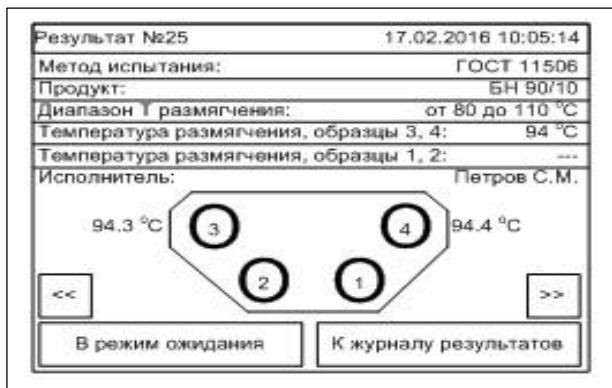 Результат №25 17.02.2016 10:05:14
Метод испытания: ГОСТ 11506
Продукт: БН 90/10
Диапазон Т размягчения: от 80 до 110 °C
Температура размягчения, образцы 3, 4: 94 °C
Температура размягчения, образцы 1, 2: ---
Исполнитель: Петров С.М.
94.3 °C 3 4 94.4 °C
2 1
<< >>
В режим ожидания К журналу результатов